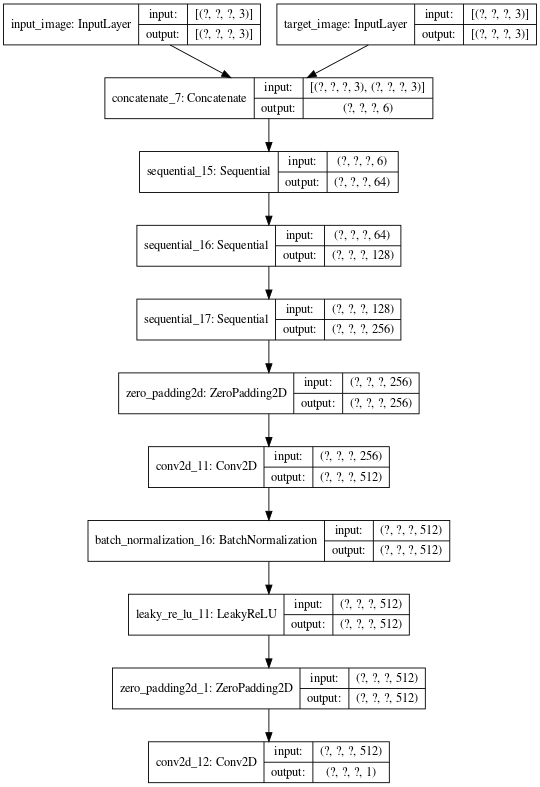 input_image: InputLayer
input:
[(?, ?, ?, 3)]
output:
[(?, ?, ?, 3)]
target_image: InputLayer
input:
[(?, ?, ?, 3)]
output:
[(?, ?, ?, 3)]
concatenate_7: Concatenate
input:
[(?, ?, ?, 3), (?, ?, ?, 3)]
output:
(?, ?, ?, 6)
sequential_15: Sequential
input:
(?, ?, ?, 6)
output:
(?, ?, ?, 64)
sequential_16: Sequential
input:
(?, ?, ?, 64)
output:
(?, ?, ?, 128)
sequential_17: Sequential
input:
(?, ?, ?, 128)
output:
(?, ?, ?, 256)
zero_padding2d: ZeroPadding2D
input:
(?, ?, ?, 256)
output:
(?, ?, ?, 256)
conv2d_11: Conv2D
input:
(?, ?, ?, 256)
output:
(?, ?, ?, 512)
batch_normalization_16: BatchNormalization
input:
(?, ?, ?, 512)
output:
(?, ?, ?, 512)
leaky_re_lu_11: LeakyReLU
input:
(?, ?, ?, 512)
output:
(?, ?, ?, 512)
zero_padding2d_1: ZeroPadding2D
input:
(?, ?, ?, 512)
output:
(?, ?, ?, 512)
conv2d_12: Conv2D
input:
(?, ?, ?, 512)
output:
(?, ?, ?, 1)